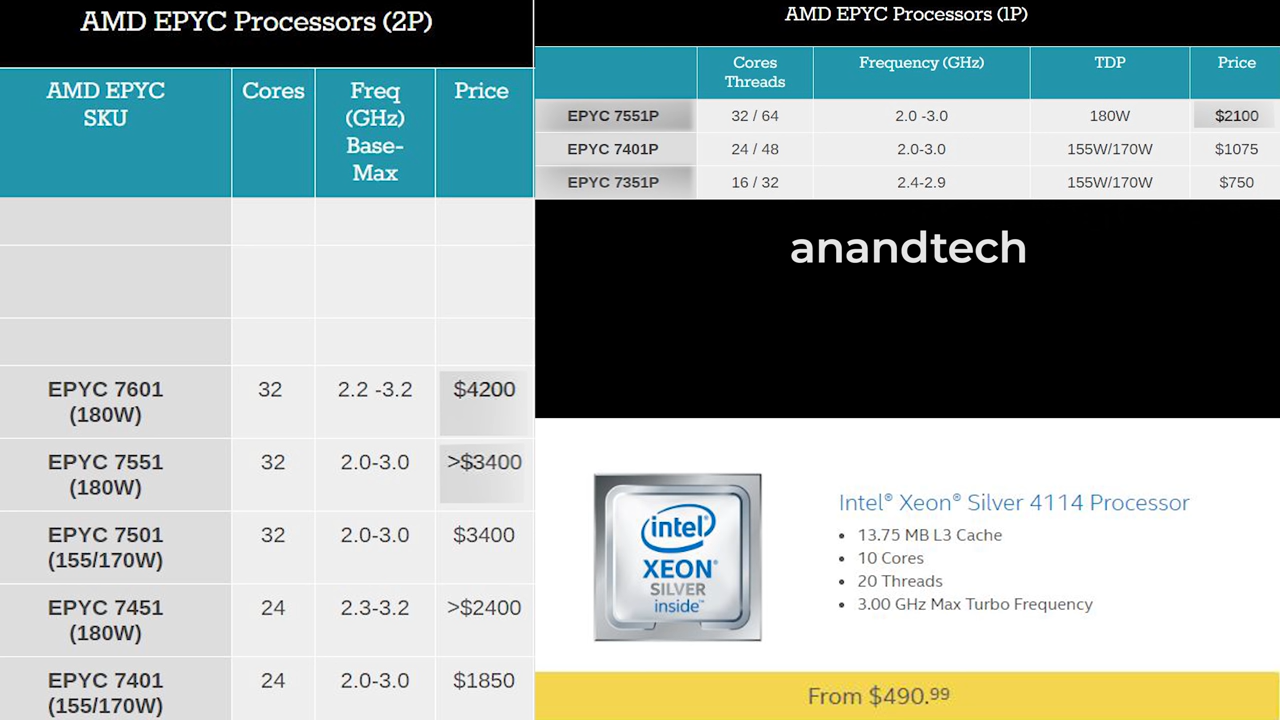 AMD EPYC Processors (2P)
AMD EPYC SKU Cores Freq (GHz) Base-Max Price
EPYC 7601 (180W) 32 2.2 -3.2 $4200
EPYC 7551 (180W) 32 2.0-3.0 >$3400
EPYC 7501 (155/170W) 32 2.0-3.0 $3400
EPYC 7451 (180W) 24 2.3-3.2 >$2400
EPYC 7401 (155/170W) 24 2.0-3.0 $1850
AMD EPYC Processors (1P)
Cores Threads Frequency (GHz) TDP Price
EPYC 7551P 32 / 64 2.0 -3.0 180W $2100
EPYC 7401P 24 / 48 2.0-3.0 155W/170W $1075
EPYC 7351P 16 / 32 2.4-2.9 155W/170W $750
anandtech
intel®
XEON®
SILVER
inside™
Intel® Xeon® Silver 4114 Processor
• 13.75 MB L3 Cache
• 10 Cores
• 20 Threads
• 3.00 GHz Max Turbo Frequency
From $490.99